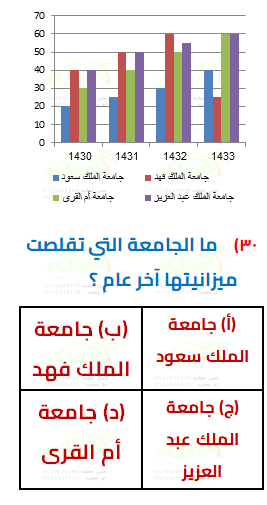 70
60
50
40
30
20
10
0
1430 1431 1432 1433
جامعة الملك سعود جامعة الملك فهد
جامعة أم القرى جامعة الملك عبد العزيز
٣٠) ما الجامعة التي تقلصت
ميزانيتها آخر عام ؟
(أ) جامعة
الملك سعود
(ب) جامعة
الملك فهد
(ج) جامعة
الملك عبد
العزيز
(د) جامعة
أم القرى